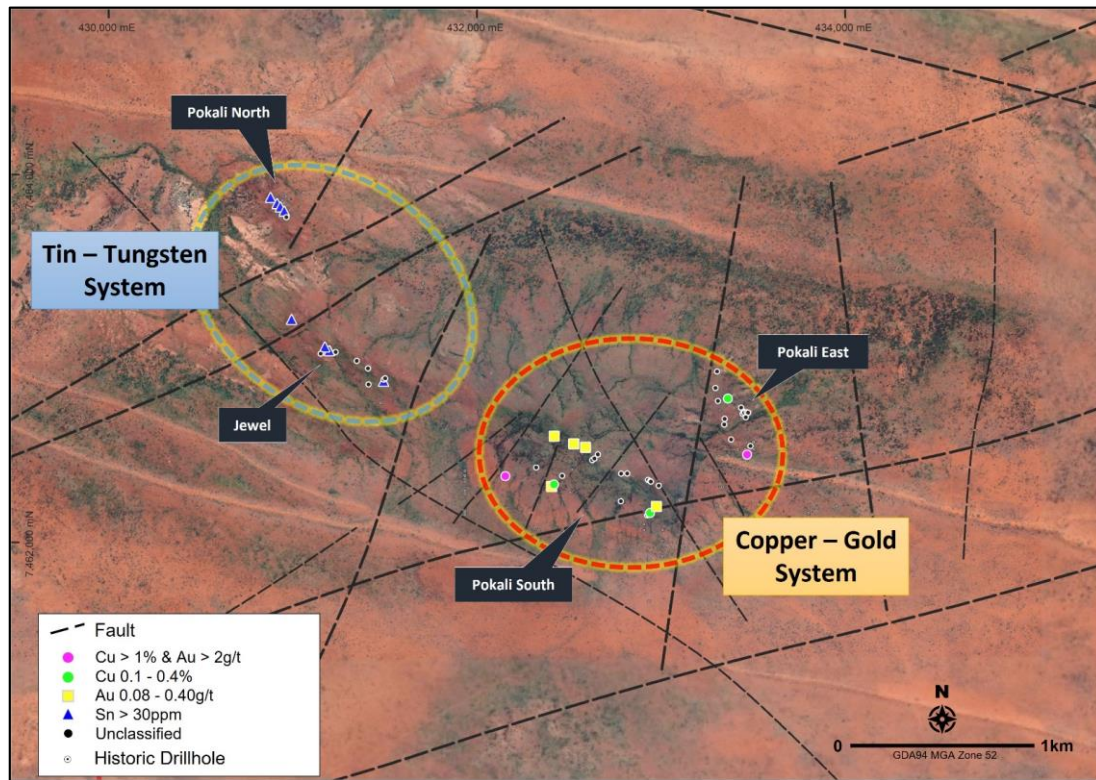 430,000 mE
432,000 mE
434,000 mE
Pokali North
7,464,000 mN
Tin – Tungsten
System
Pokali East
Jewel
7,462,000 mN
Copper – Gold
System
Pokali South
Fault
Cu > 1% & Au > 2g/t
Cu 0.1 - 0.4%
Au 0.08 - 0.40g/t
Sn > 30ppm
Unclassified
Historic Drillhole
N
0 1km
GDA94 MGA Zone 52